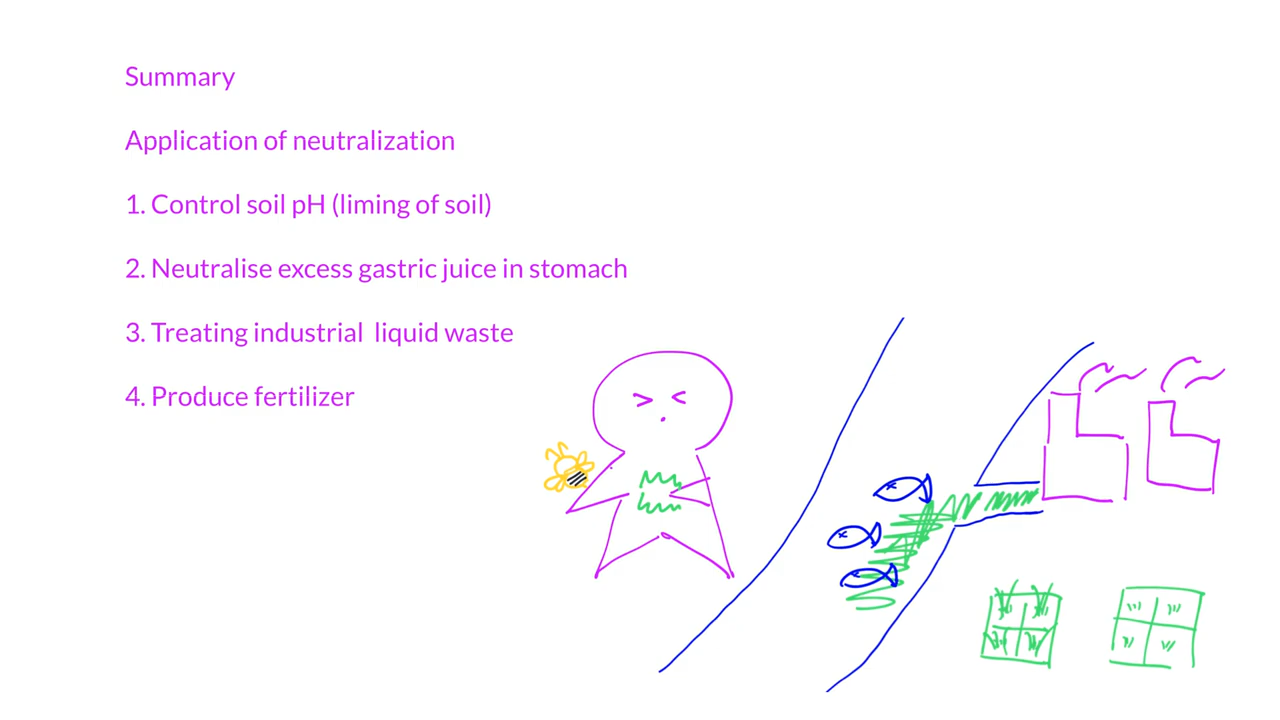 Summary
Application of neutralization
1. Control soil pH (liming of soil)
2. Neutralise excess gastric juice in stomach
3. Treating industrial  liquid waste
4. Produce fertilizer